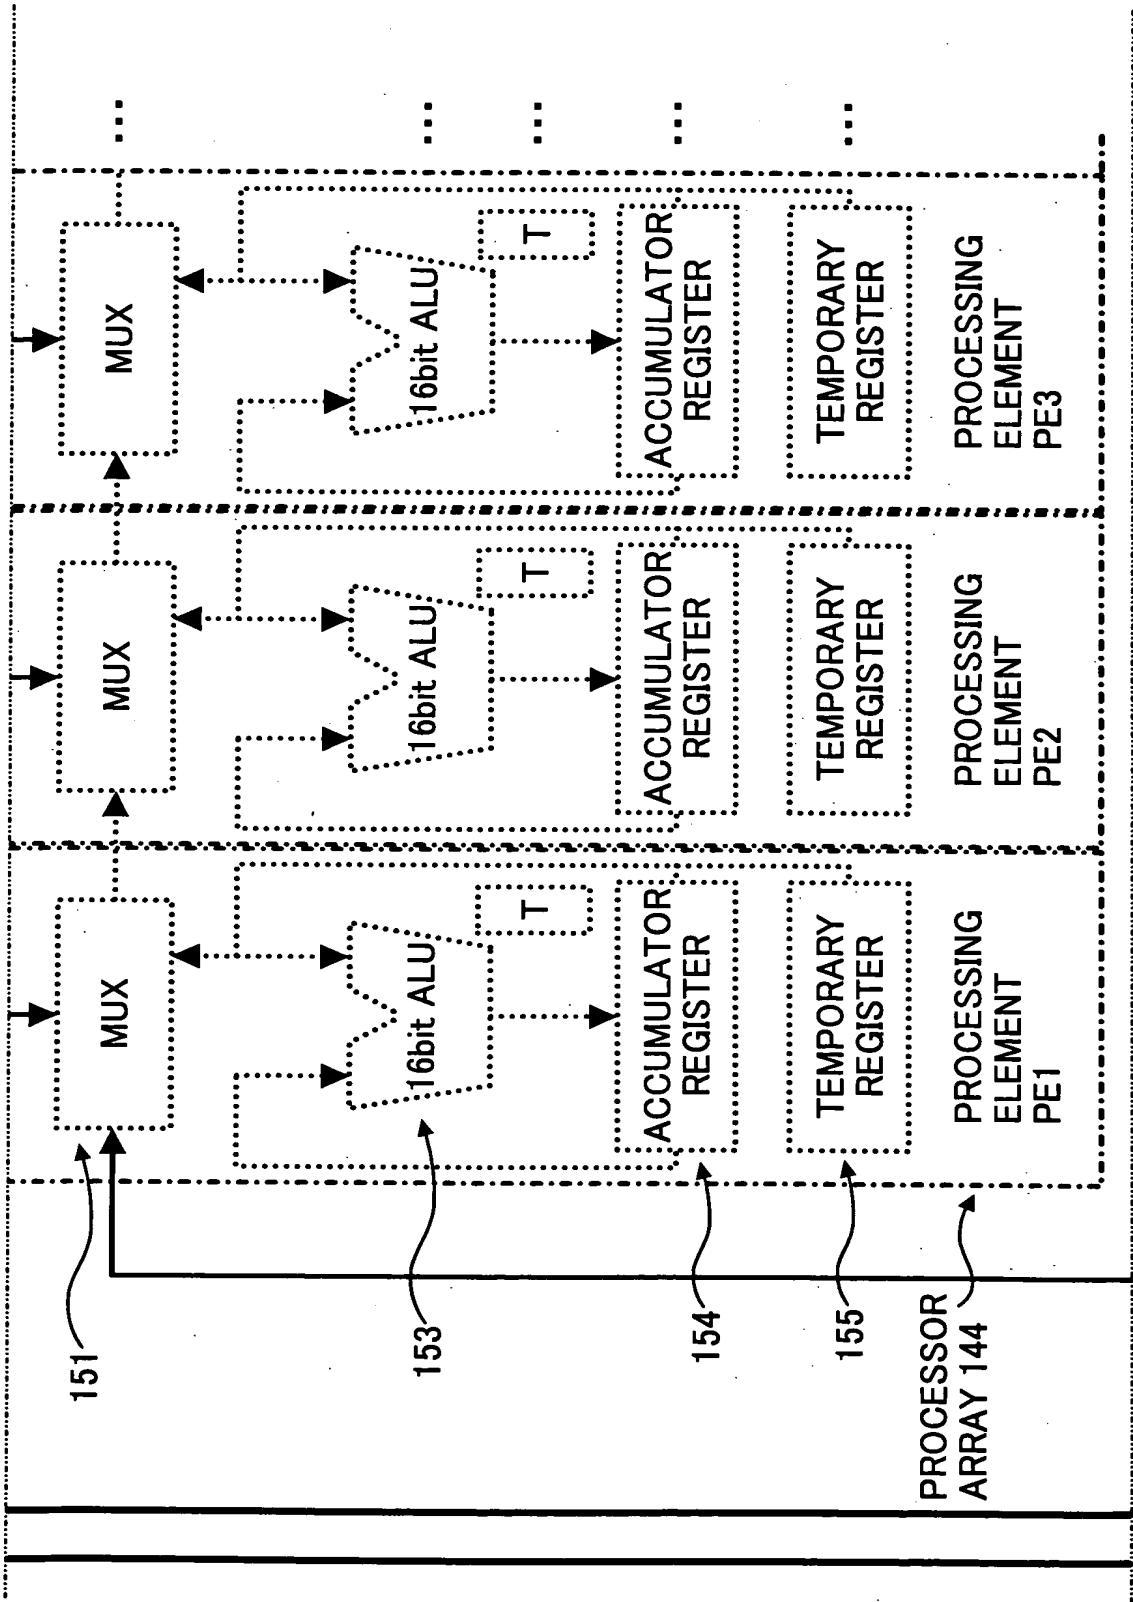 151
MUX
MUX
MUX
...
153
16bit ALU
16bit ALU
16bit ALU
...
T
T
T
...
154
ACCUMULATOR
REGISTER
ACCUMULATOR
REGISTER
ACCUMULATOR
REGISTER
...
155
TEMPORARY
REGISTER
TEMPORARY
REGISTER
TEMPORARY
REGISTER
...
PROCESSOR
ARRAY 144
PROCESSING
ELEMENT
PE1
PROCESSING
ELEMENT
PE2
PROCESSING
ELEMENT
PE3